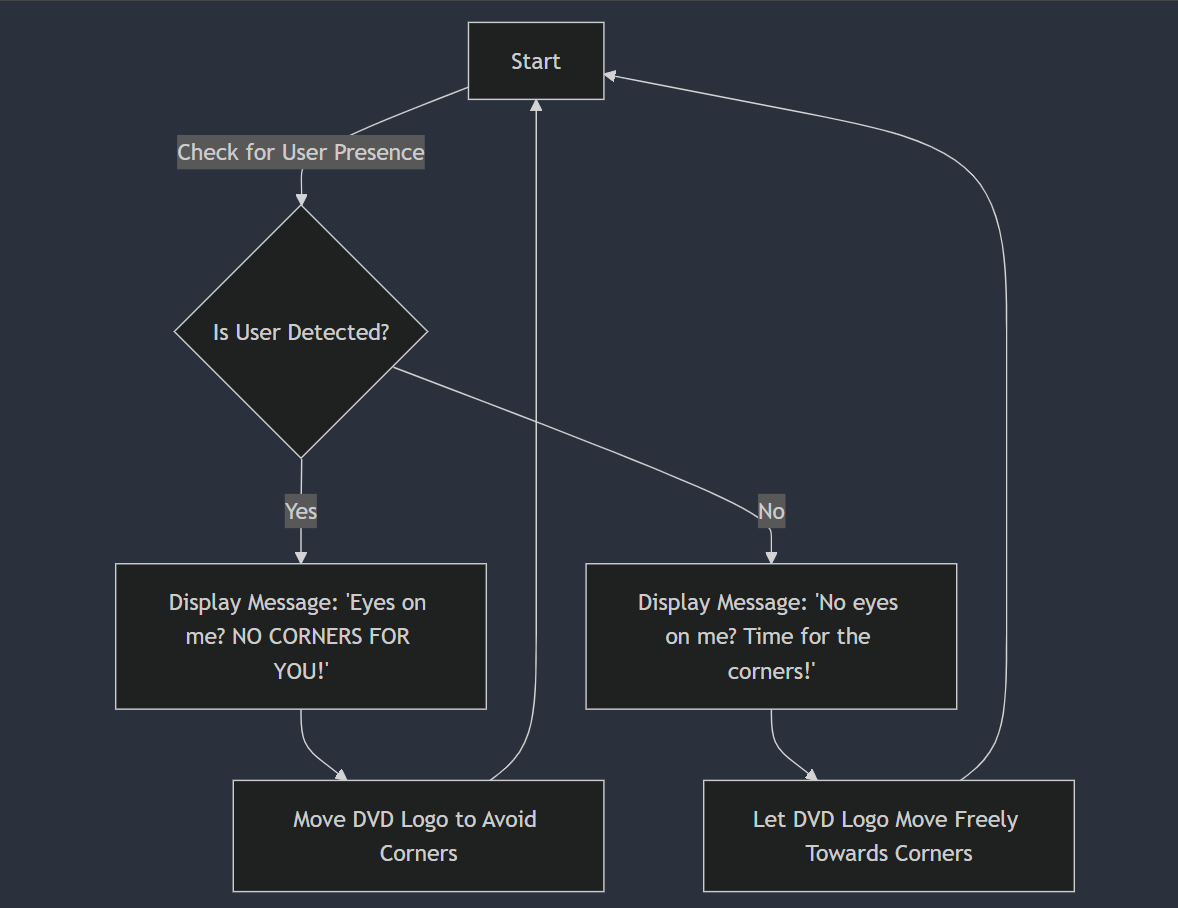 Start
Check for User Presence
Is User Detected?
Yes
No
Display Message: 'Eyes on
me? NO CORNERS FOR
YOU!'
Display Message: 'No eyes
on me? Time for the
corners!'
Move DVD Logo to Avoid
Corners
Let DVD Logo Move Freely
Towards Corners